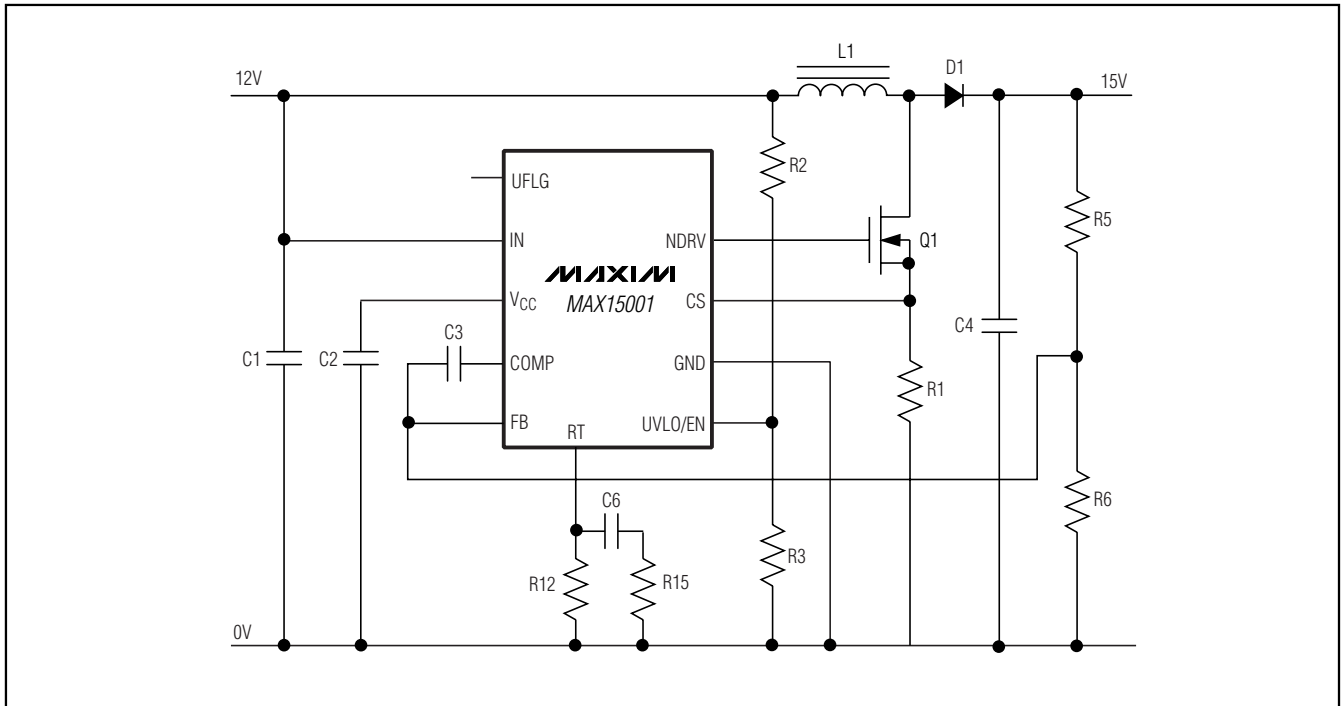 L1
D1
12V
15V
R2
UFLG
R5
IN
NDRV
Q1
MAXIM
MAX15001
VCC
CS
C3
C4
C1
C2
COMP
GND
R1
FB
UVLO/EN
RT
C6
R6
R3
R12
R15
0V